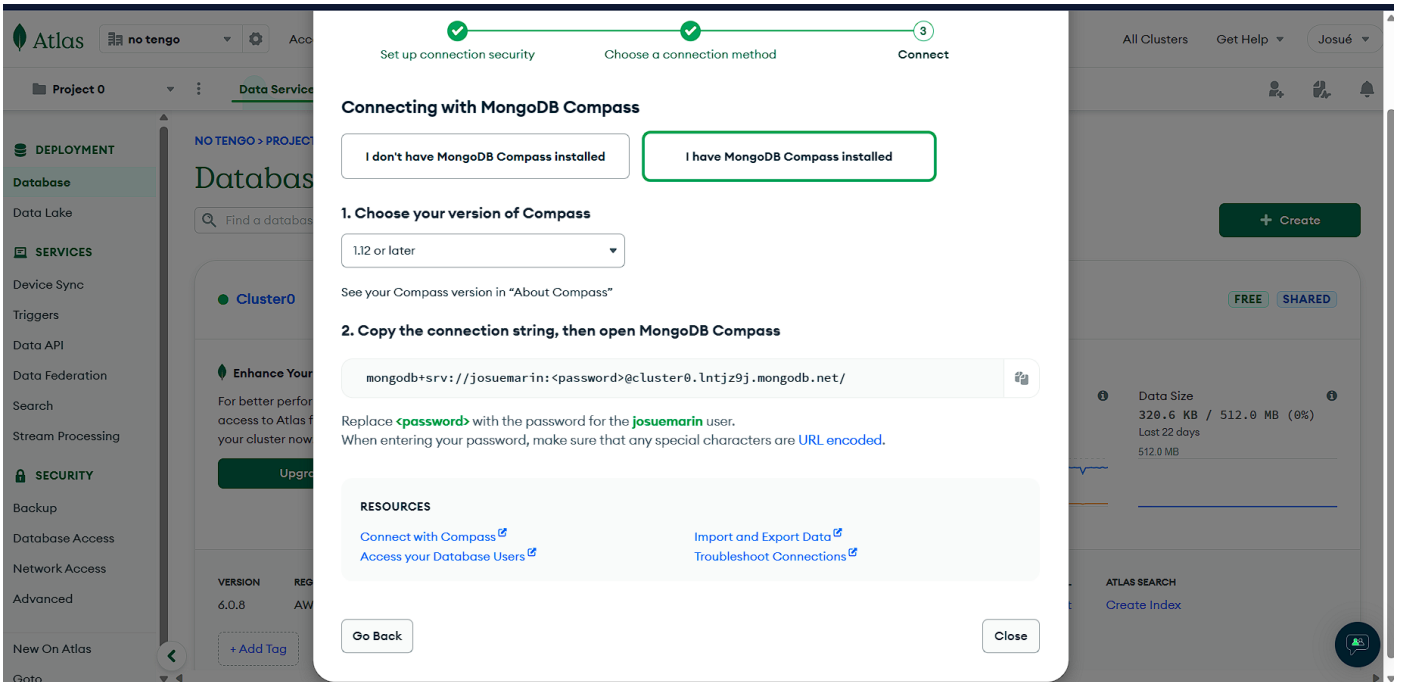 Atlas
no tengo
Acc
All Clusters
Get Help
Josué
Project 0
Data Service
DEPLOYMENT
Database
Data Lake
SERVICES
Device Sync
Triggers
Data API
Data Federation
Search
Stream Processing
SECURITY
Backup
Database Access
Network Access
Advanced
New On Atlas
Goto
NO TENGO > PROJECT
Databas
Find a databas
+ Create
Cluster0
FREE
SHARED
Enhance Your
For better perfor
access to Atlas f
your cluster now
Upgra
VERSION
REG
6.0.8
AW
+ Add Tag
Set up connection security
Choose a connection method
3
Connect
Connecting with MongoDB Compass
I don't have MongoDB Compass installed
I have MongoDB Compass installed
1. Choose your version of Compass
1.12 or later
See your Compass version in “About Compass”
2. Copy the connection string, then open MongoDB Compass
mongodb+srv://josuemarin:<password>@cluster0.lntjz9j.mongodb.net/
Replace <password> with the password for the josuemarin user.
When entering your password, make sure that any special characters are URL encoded.
RESOURCES
Connect with Compass
Import and Export Data
Access your Database Users
Troubleshoot Connections
Go Back
Close
Data Size
320.6 KB / 512.0 MB (0%)
Last 22 days
512.0 MB
ATLAS SEARCH
Create Index